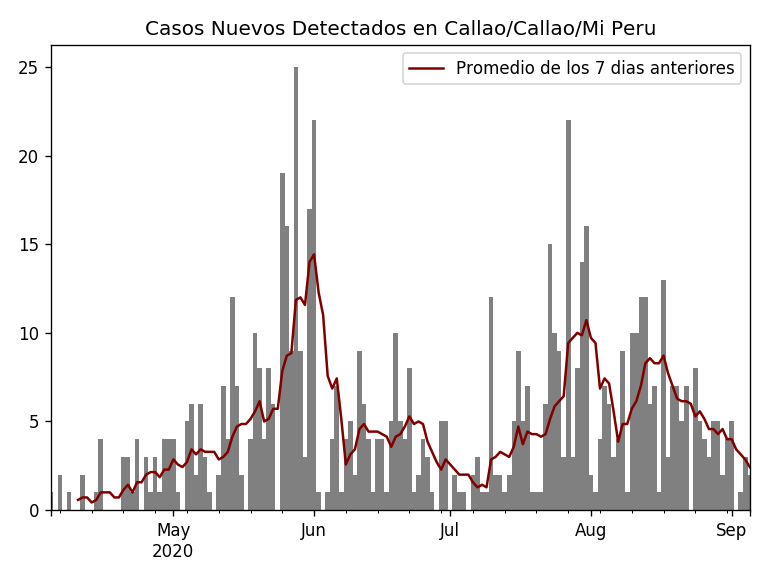 Casos Nuevos Detectados en Callao/Callao/Mi Peru
Promedio de los 7 dias anteriores
25
20
15
10
5
0
May
2020
Jun
Jul
Aug
Sep